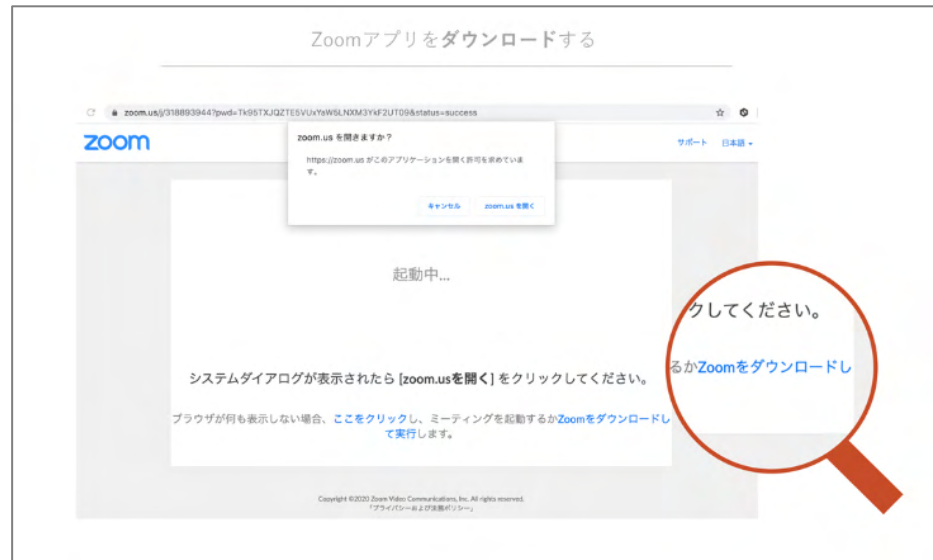 Zoomアプリをダウンロードする
zoom.us/j/318893944?pwd=Tk95TXJQZTE5VUxYaW5LNXM3YkF2UT09&status=success
zoom
サポート 日本語
zoom.us を開きますか？
https://zoom.us がこのアプリケーションを開く許可を求めていま
す。
キャンセル zoom.us を開く
起動中...
システムダイアログが表示されたら [zoom.usを開く] をクリックしてください。
ブラウザが何も表示しない場合、ここをクリックし、ミーティングを起動するかZoomをダウンロードし
て実行します。
クしてください。
るかZoomをダウンロードし
Copyright ©2020 Zoom Video Communications, Inc. All rights reserved.
「プライバシーおよび法務ポリシー」